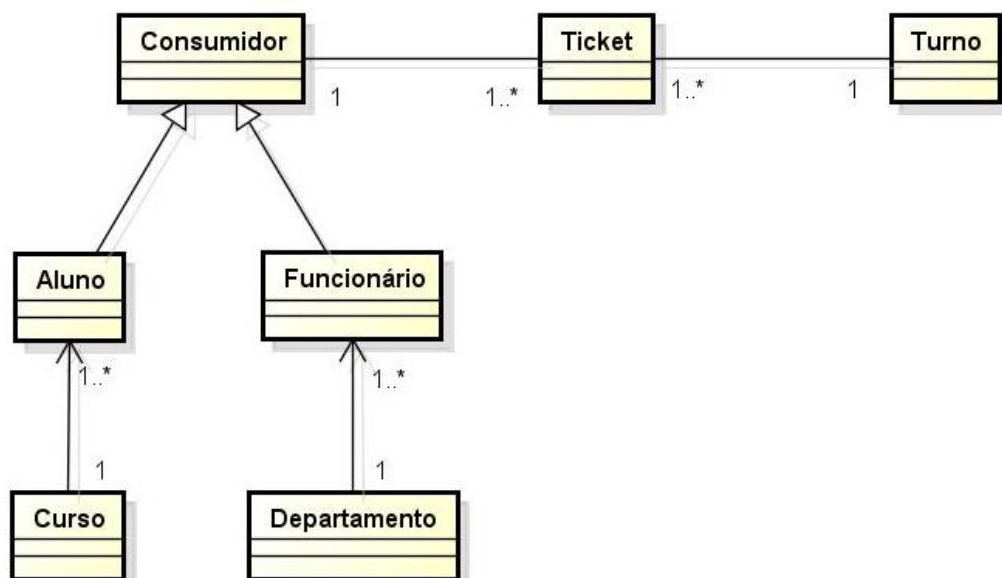 Consumidor
Ticket
Turno
1
1..*
1..*
1
Aluno
Funcionário
1..*
1..*
1
1
Curso
Departamento